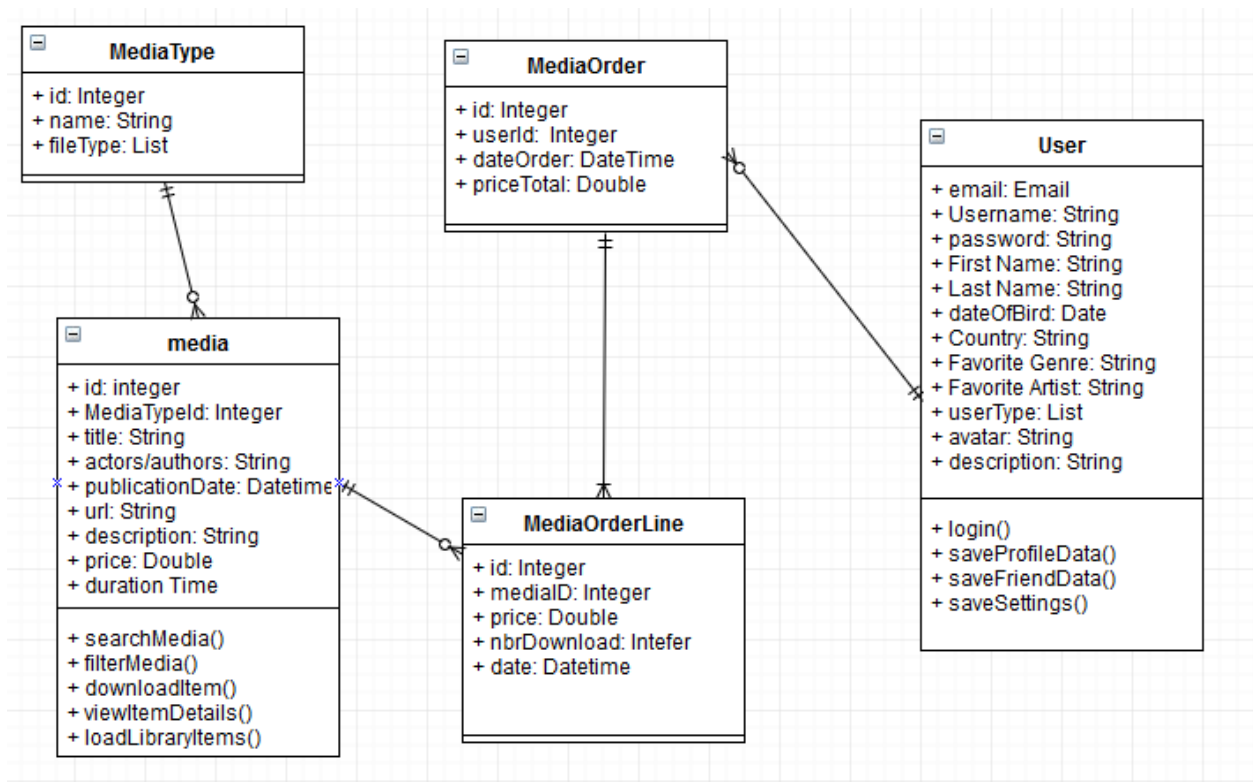 MediaType
+ id: Integer
+ name: String
+ fileType: List
MediaOrder
+ id: Integer
+ userId: Integer
+ dateOrder: DateTime
+ priceTotal: Double
User
+ email: Email
+ Username: String
+ password: String
+ First Name: String
+ Last Name: String
+ dateOfBird: Date
+ Country: String
+ Favorite Genre: String
+ Favorite Artist: String
+ userType: List
+ avatar: String
+ description: String
+ login()
+ saveProfileData()
+ saveFriendData()
+ saveSettings()
media
+ id: integer
+ MediaTypeId: Integer
+ title: String
+ actors/authors: String
+ publicationDate: Datetime
+ url: String
+ description: String
+ price: Double
+ duration Time
+ searchMedia()
+ filterMedia()
+ downloadItem()
+ viewItemDetails()
+ loadLibraryItems()
MediaOrderLine
+ id: Integer
+ mediaID: Integer
+ price: Double
+ nbrDownload: Intefer
+ date: Datetime